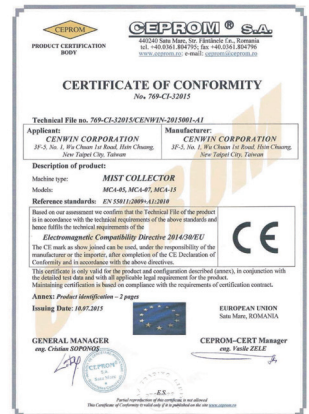 CEPROM
PRODUCT CERTIFICATION
BODY
CEPROM ® S.A.
440240 Satu Mare, Str. Fântânele f.n., Romania
tel. +40.0361.804795; fax +40.0361.804796
www.ceprom.ro; e-mail: ceprom@ceprom.ro
CERTIFICATE OF CONFORMITY
No. 769-CI-32015
Technical File no. 769-CI-32015/CENWIN-2015001-A1
Applicant:
CENWIN CORPORATION
3F-5, No. 1, Wu Chuan 1st Road, Hsin Chuang,
New Taipei City, Taiwan
Manufacturer:
CENWIN CORPORATION
3F-5, No. 1, Wu Chuan 1st Road, Hsin Chuang,
New Taipei City, Taiwan
Description of product:
Machine type: MIST COLLECTOR
Models: MCA-05, MCA-07, MCA-15
Reference standards: EN 55011:2009+A1:2010
Based on our assessment we confirm that the Technical File of the product
is in accordance with the technical requirements of the above standards and
hence fulfils the technical requirements of the
Electromagnetic Compatibility Directive 2014/30/EU
The CE mark as show joined can be used, under the responsibility of the
manufacturer or the importer, after completion of the CE Declaration of
Conformity and in accordance with the above directives.
CE
This certificate is only valid for the product and configuration described (annex), in conjunction with
the detailed test data and with all applicable legal requirement for the product.
Maintaining certification is based on compliance with the requirements of certification contract.
Annex: Product identification – 2 pages
Issuing Date: 10.07.2015
EUROPEAN UNION
Satu Mare, ROMANIA
GENERAL MANAGER
eng. Cristian SOPONOS
CEPROM-CERT Manager
eng. Vasile ZELE
CEPROM
E.S.
Partial reproduction of this certificate is not allowed
This Certificate of Conformity is valid only if it is published on the site www.ceprom.ro